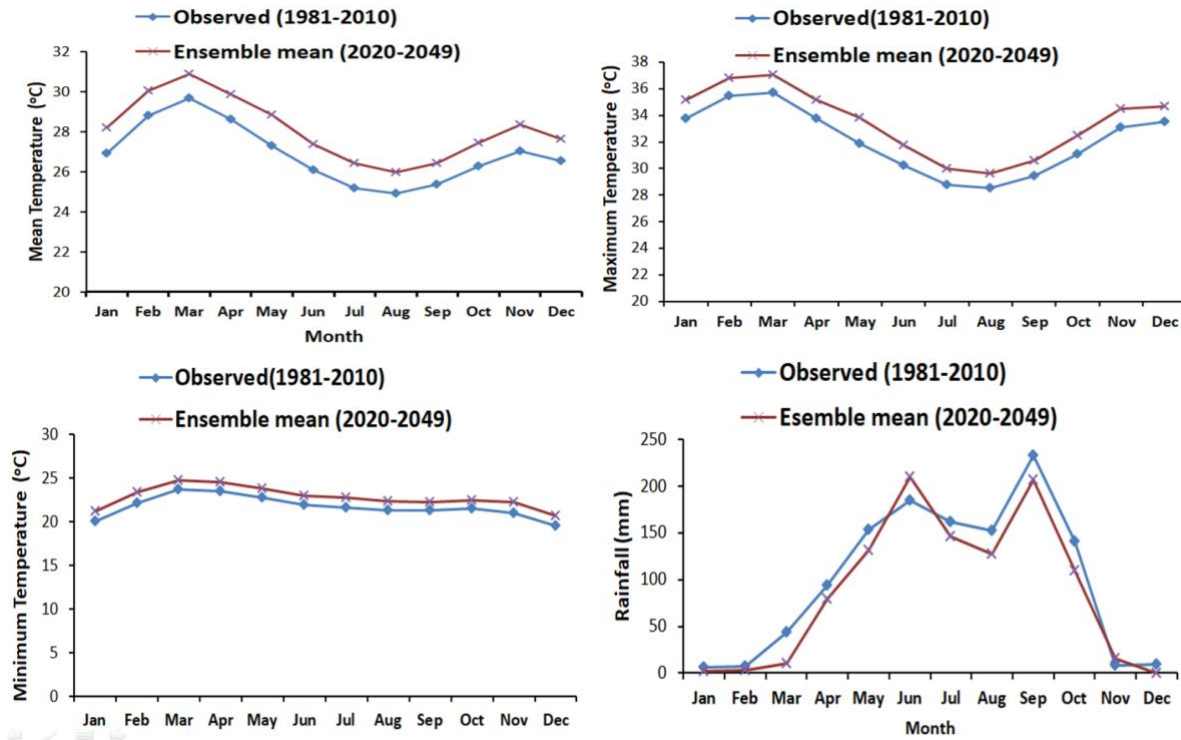 Observed (1981-2010)
Ensemble mean (2020-2049)
Mean Temperature (°C)
32
30
28
26
24
22
20
Jan Feb Mar Apr May Jun Jul Aug Sep Oct Nov Dec
Month
Observed(1981-2010)
Ensemble mean (2020-2049)
Maximum Temperature (°C)
38
36
34
32
30
28
26
24
22
20
Jan Feb Mar Apr May Jun Jul Aug Sep Oct Nov Dec
Observed(1981-2010)
Ensemble mean (2020-2049)
Minimum Temperature (°C)
30
25
20
15
10
5
0
Jan Feb Mar Apr May Jun Jul Aug Sep Oct Nov Dec
Observed (1981-2010)
Esemble mean (2020-2049)
Rainfall (mm)
250
200
150
100
50
0
Jan Feb Mar Apr May Jun Jul Aug Sep Oct Nov Dec
Month